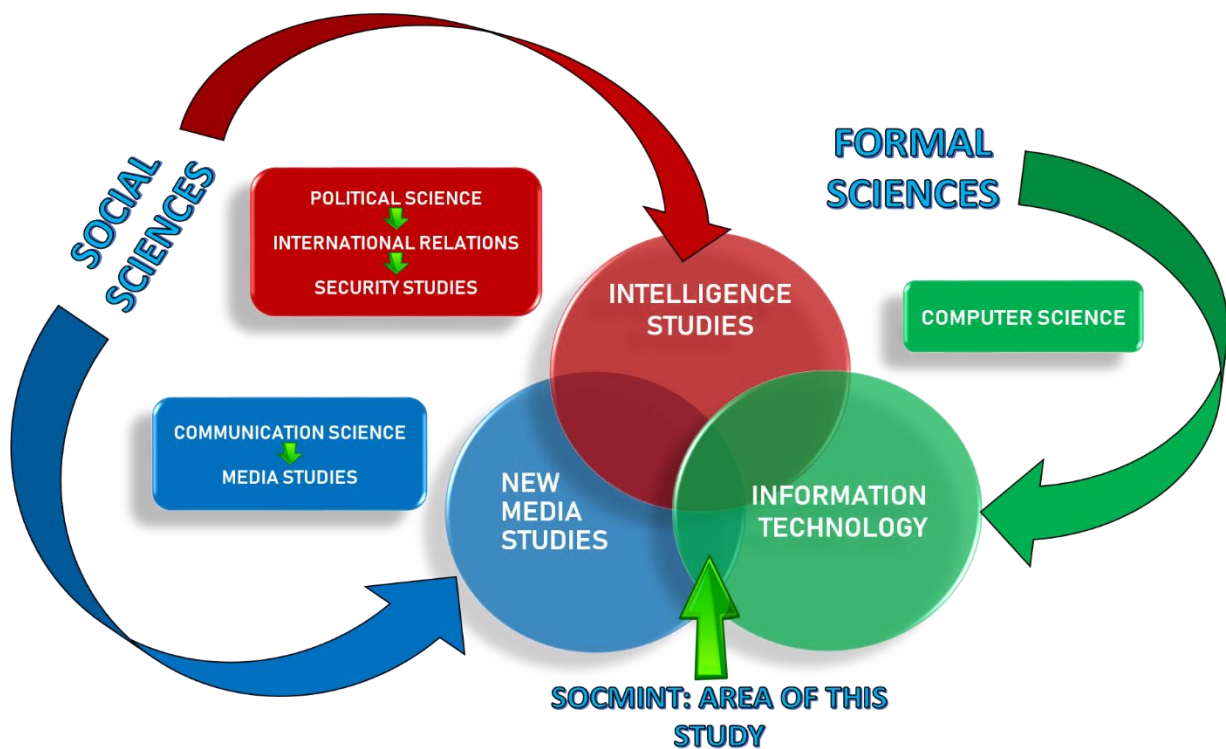 SOCIAL
SCIENCES
FORMAL
SCIENCES
POLITICAL SCIENCE
INTERNATIONAL RELATIONS
SECURITY STUDIES
INTELLIGENCE
STUDIES
COMPUTER SCIENCE
COMMUNICATION SCIENCE
MEDIA STUDIES
NEW
MEDIA
STUDIES
INFORMATION
TECHNOLOGY
SOCMINT: AREA OF THIS
STUDY